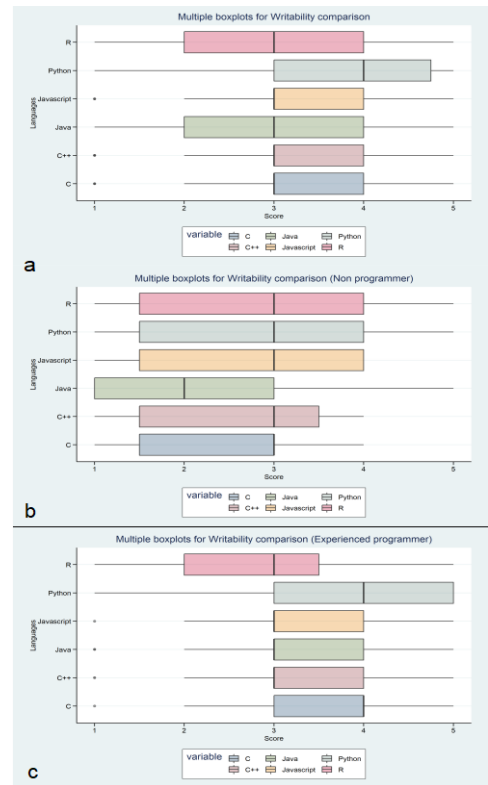 Multiple boxplots for Writability comparison
R
Python
Javascript
Java
C++
C
Languages
1 2 3 4 5
Score
variable C Java Python
C++ Javascript R
a
Multiple boxplots for Writability comparison (Non programmer)
R
Python
Javascript
Java
C++
C
Languages
1 2 3 4 5
Score
variable C Java Python
C++ Javascript R
b
Multiple boxplots for Writability comparison (Experienced programmer)
R
Python
Javascript
Java
C++
C
Languages
1 2 3 4 5
Score
variable C Java Python
C++ Javascript R
c